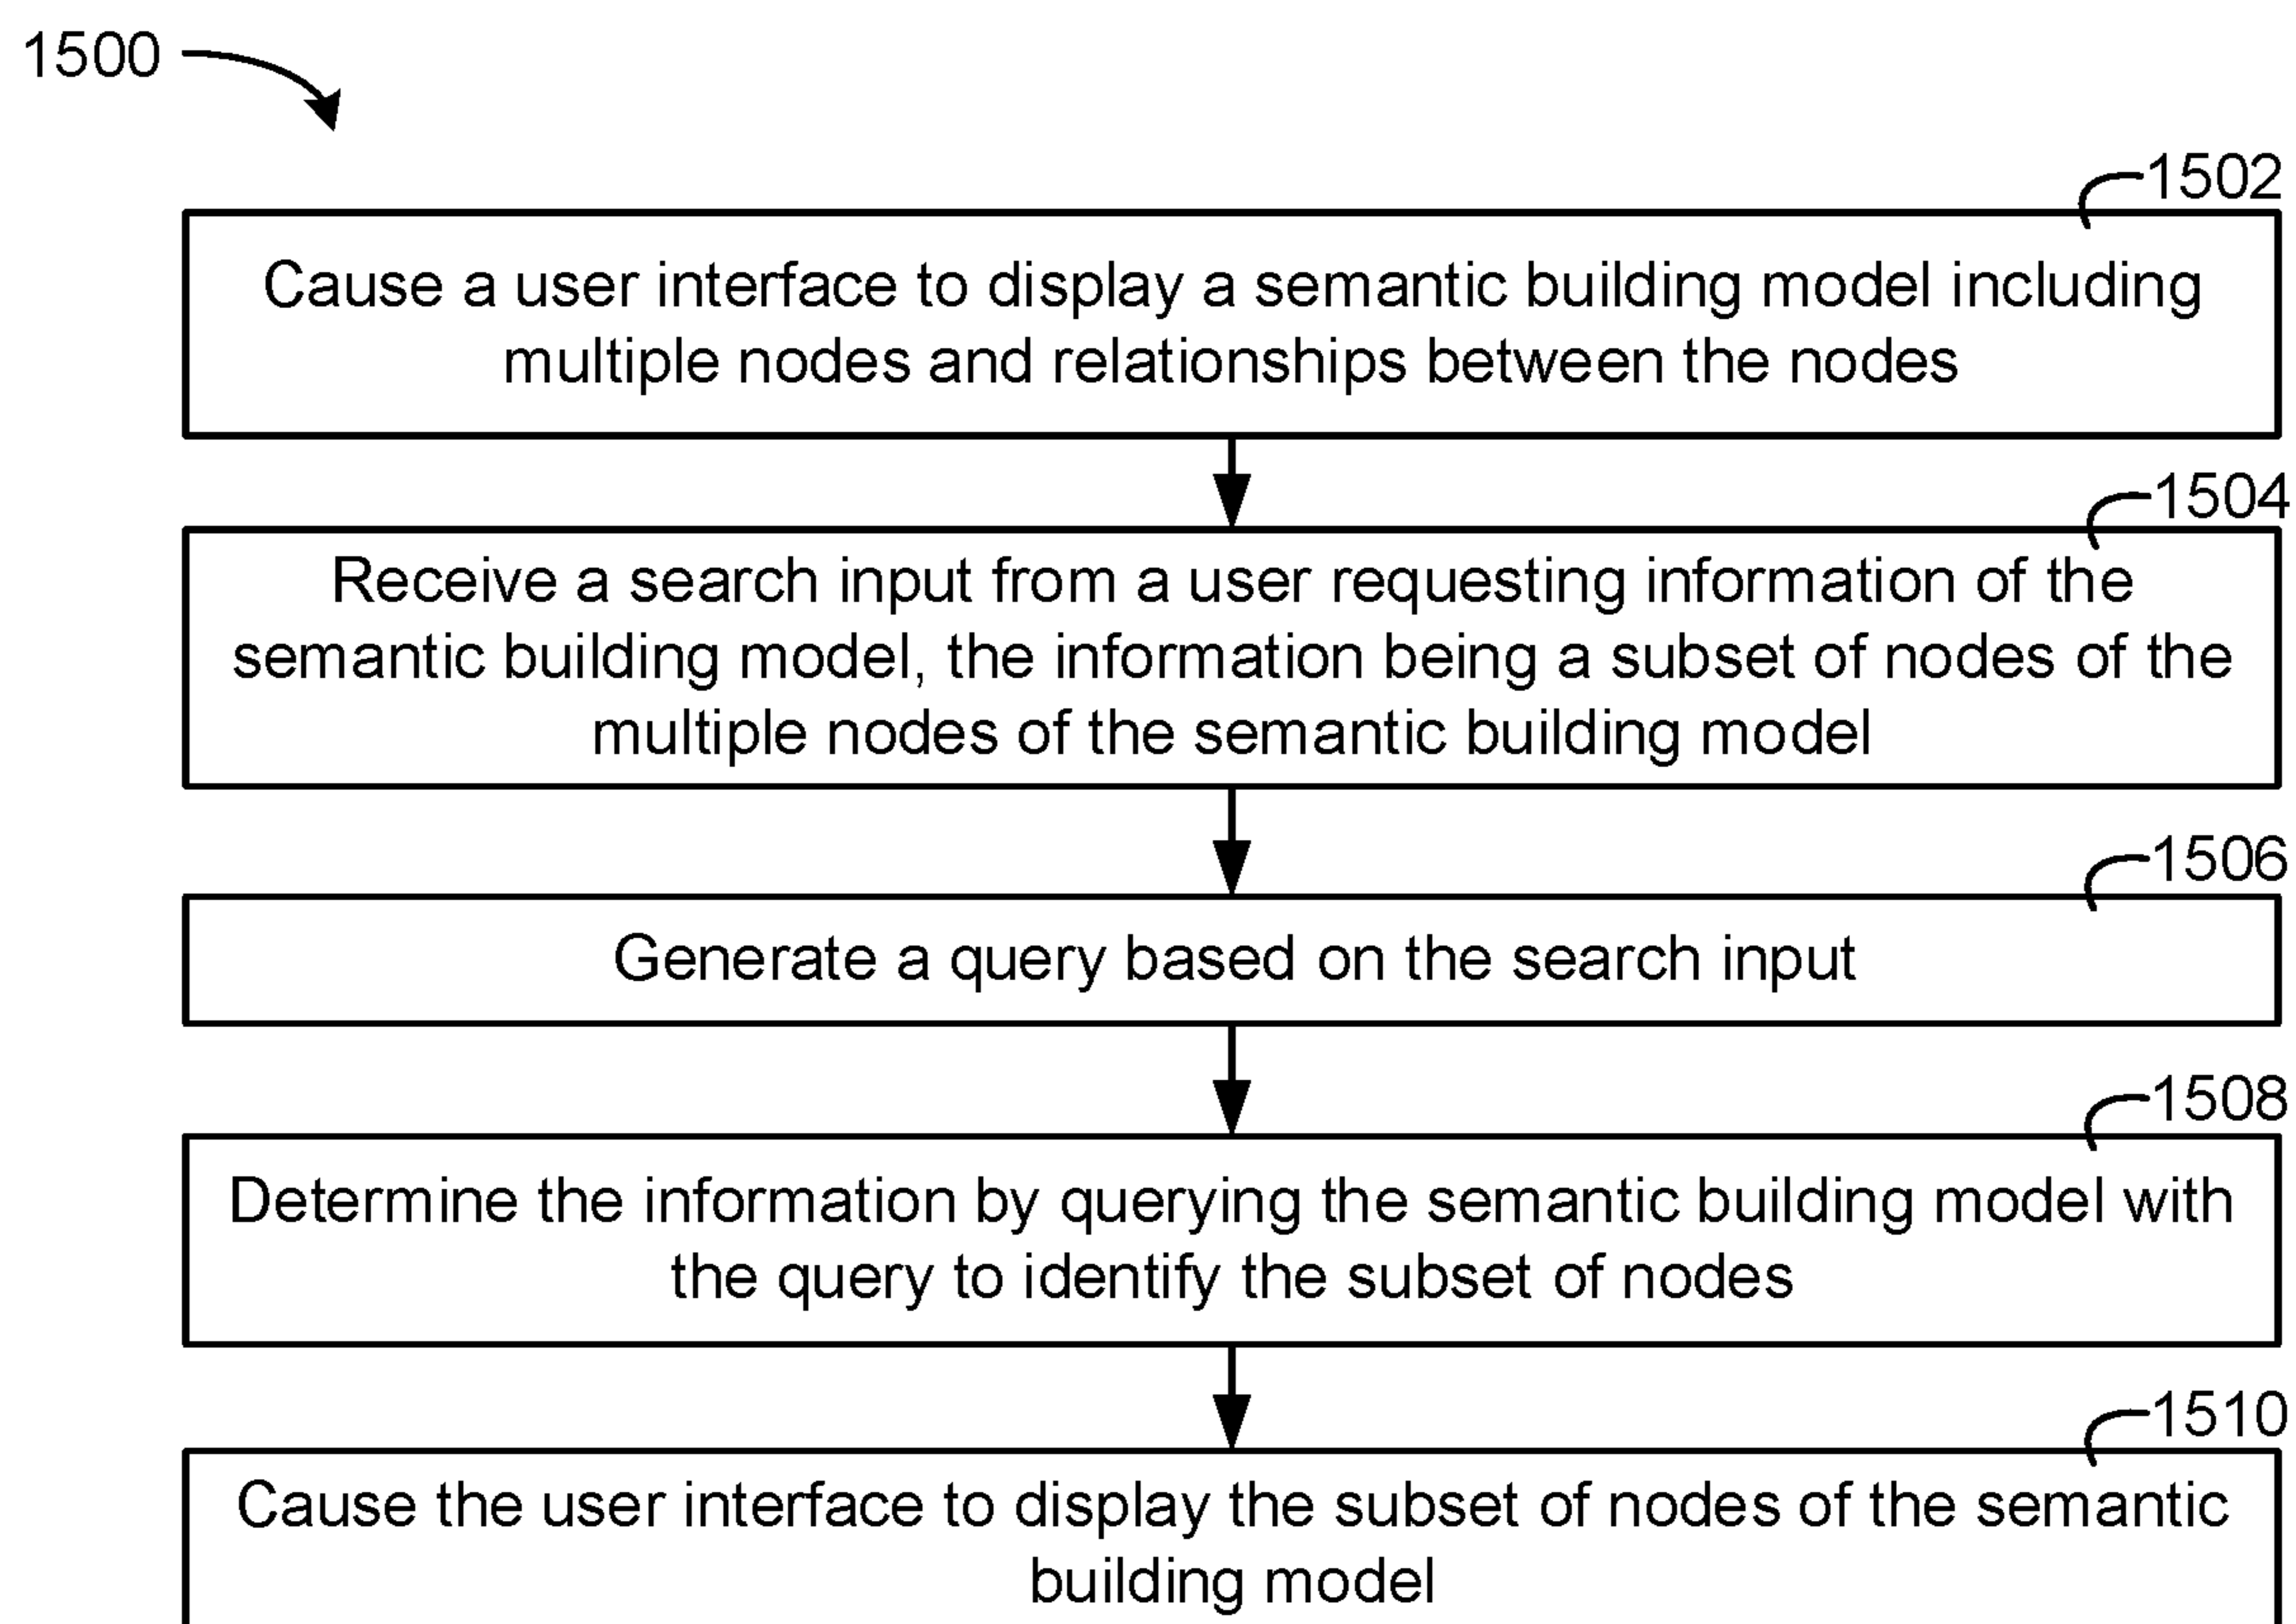 1500
1502
Cause a user interface to display a semantic building model including
multiple nodes and relationships between the nodes
1504
Receive a search input from a user requesting information of the
semantic building model, the information being a subset of nodes of the
multiple nodes of the semantic building model
1506
Generate a query based on the search input
1508
Determine the information by querying the semantic building model with
the query to identify the subset of nodes
1510
Cause the user interface to display the subset of nodes of the semantic
building model